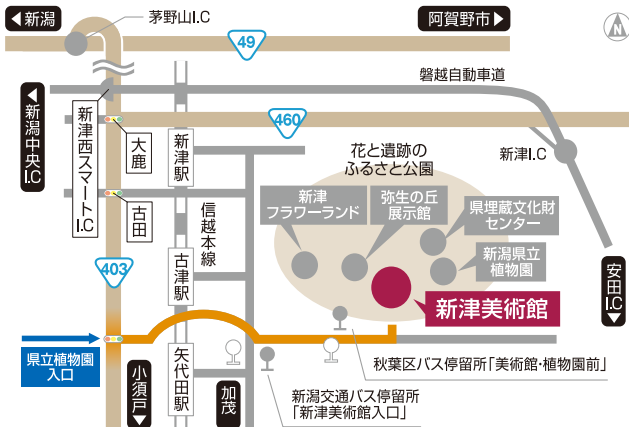 ◀新潟
茅野山I.C
49
阿賀野市▶
N
磐越自動車道
◀新潟中央I.C
新津西スマートI.C
大鹿
新津駅
460
花と遺跡の
ふるさと公園
新津I.C
新津
フラワーランド
弥生の丘
展示館
県埋蔵文化財
センター
古田
信越本線
新潟県立
植物園
403
古津駅
新津美術館
安田I.C▶
県立植物園
入口
小須戸▶
矢代田駅
加茂
秋葉区バス停留所「美術館・植物園前」
新潟交通バス停留所
「新津美術館入口」